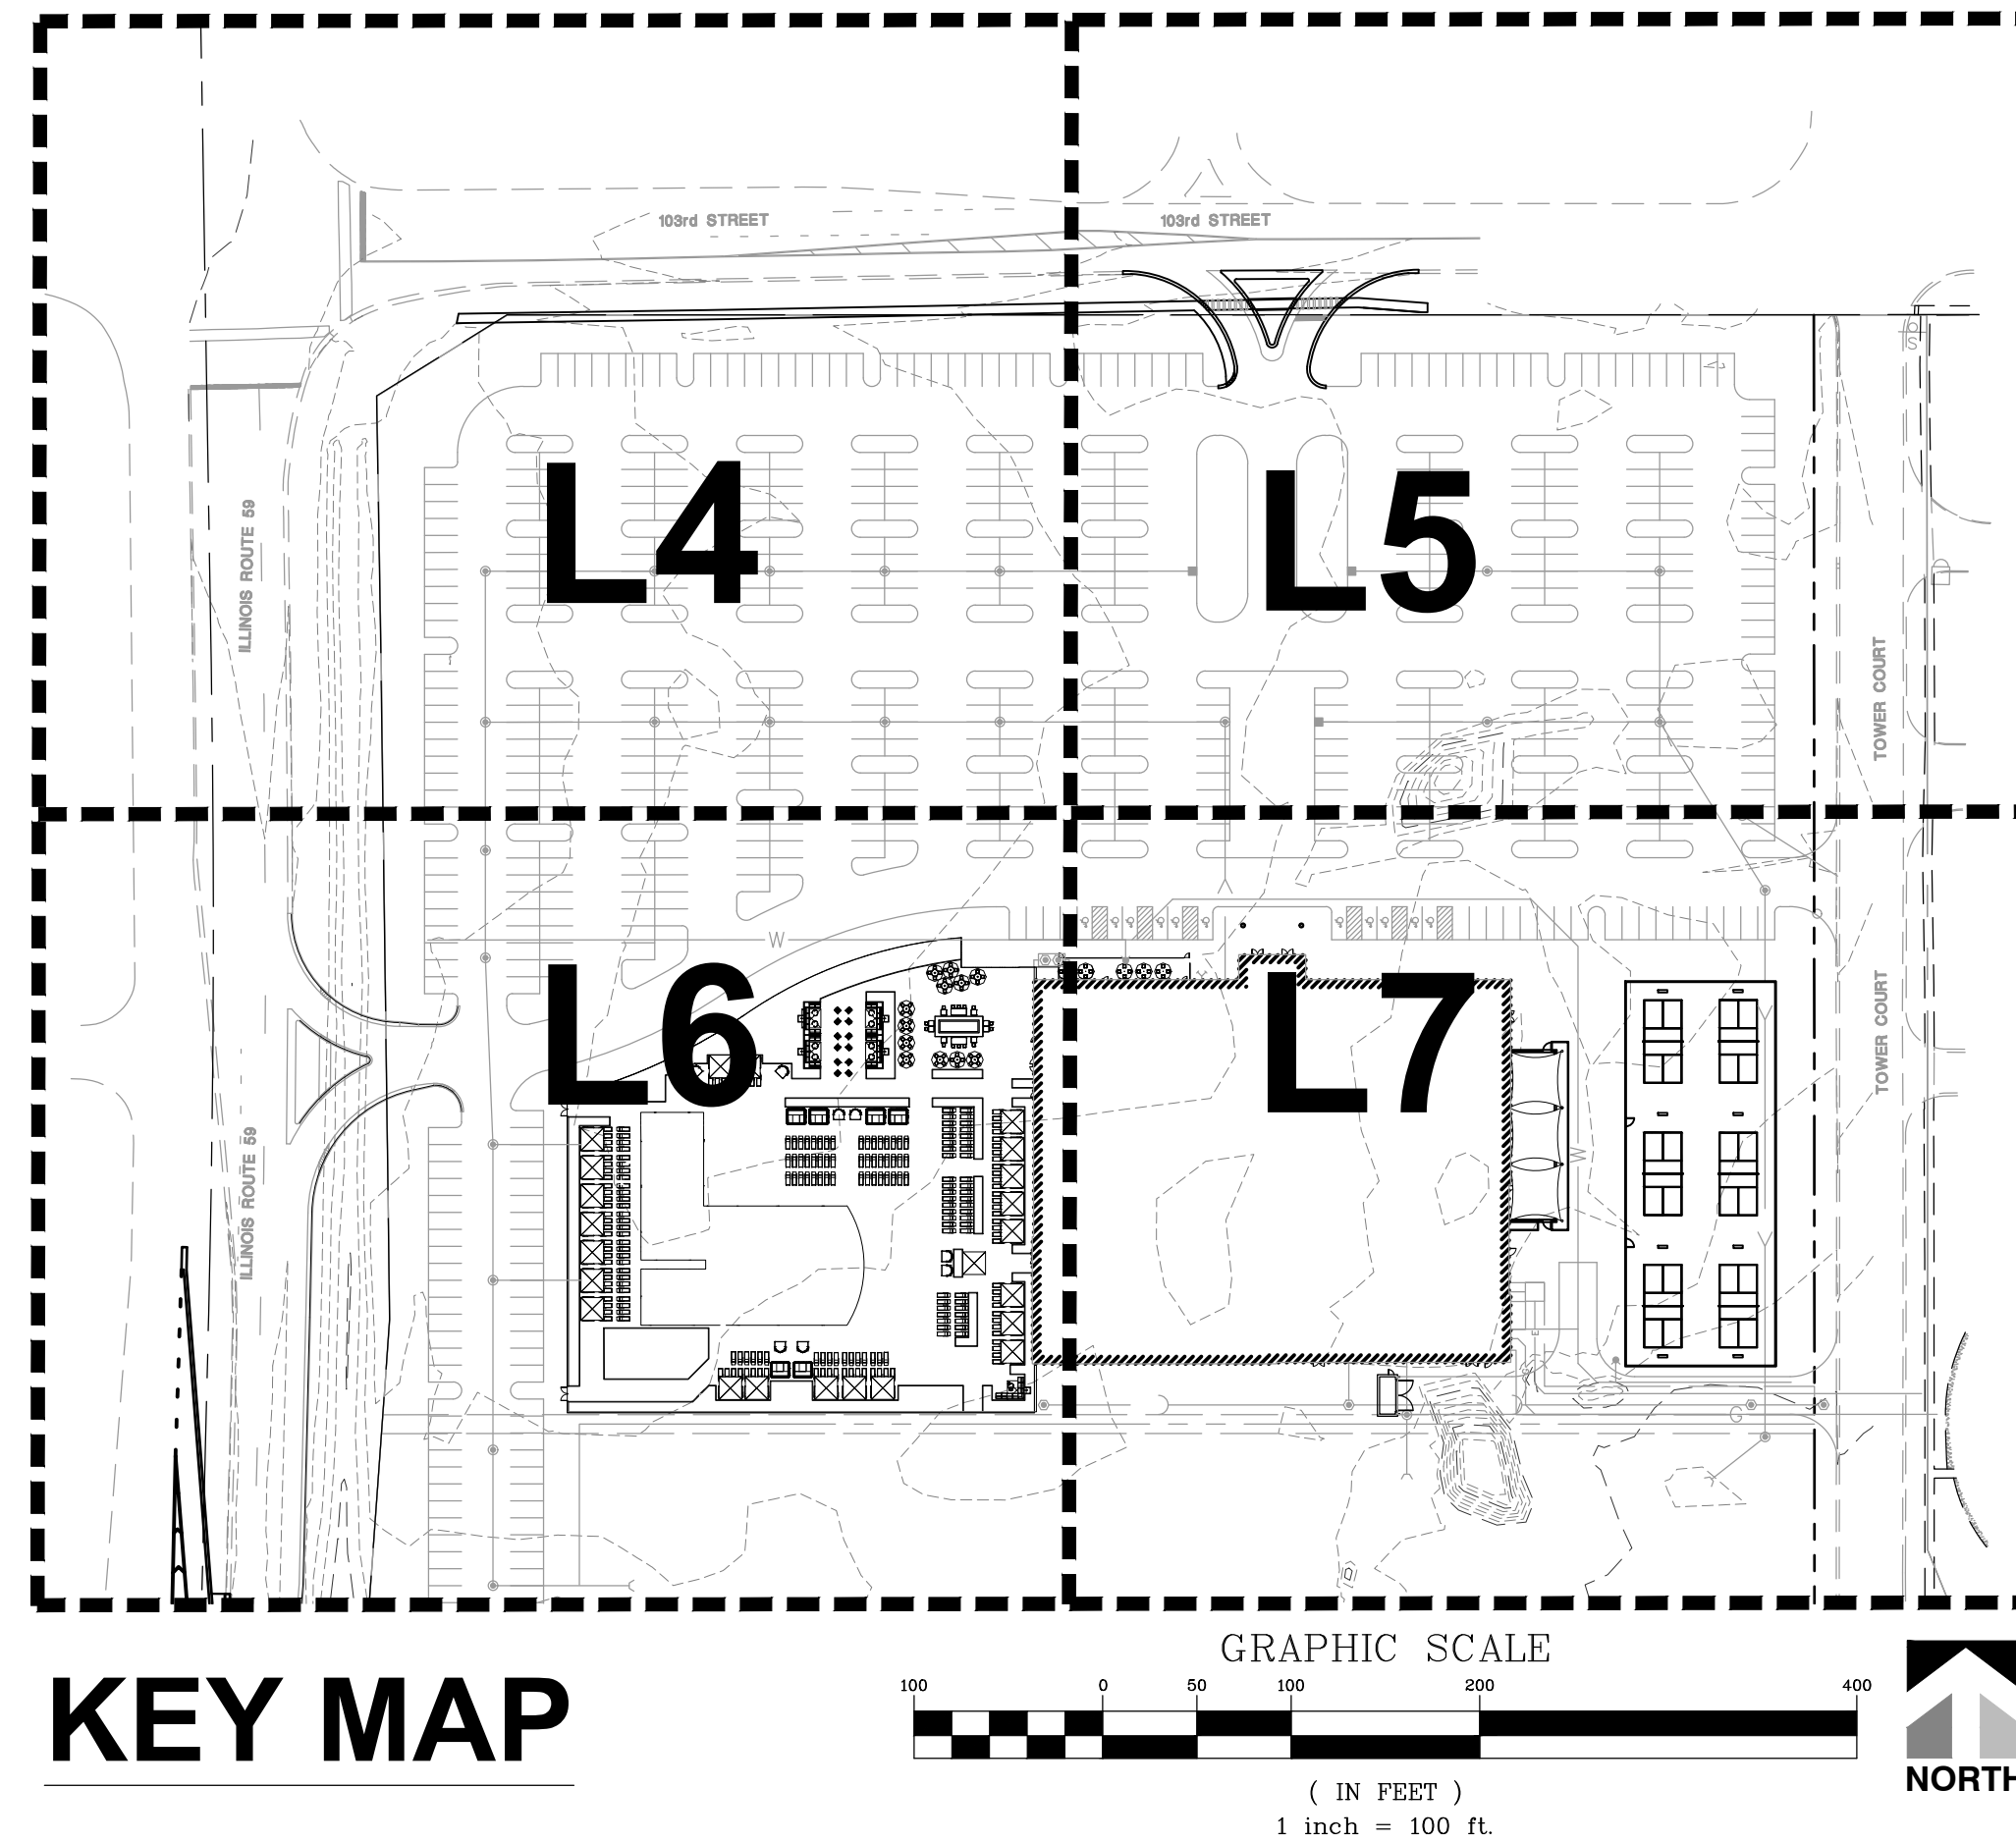 103rd STREET
103rd STREET
L4
L5
ILLINOIS ROUTE 59
TOWER COURT
W
L6
L7
TOWER COURT
ILLINOIS ROUTE 59
G
GRAPHIC SCALE
100 0 50 100 200 400
( IN FEET )
1 inch = 100 ft.
KEY MAP
NORTH